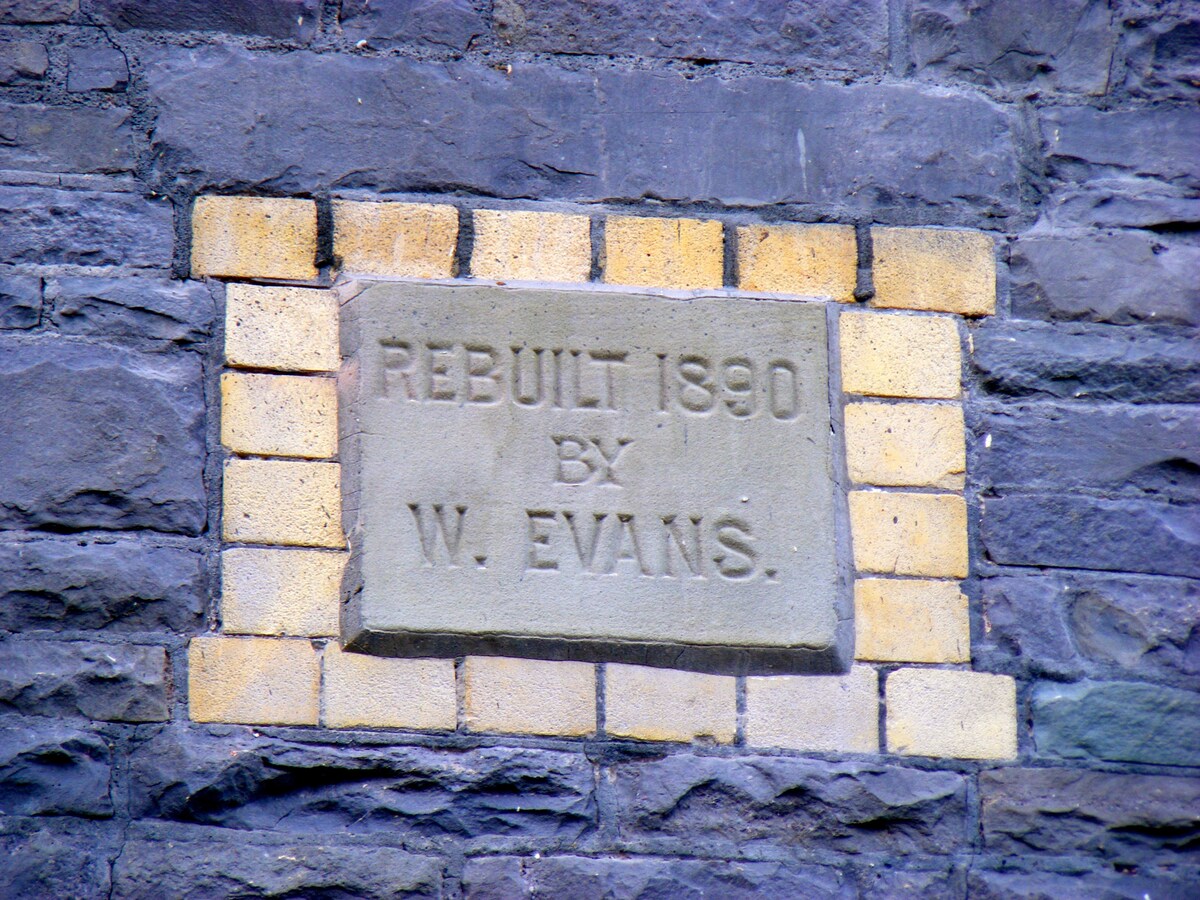 REBUILT 1890
BY
W. EVANS.